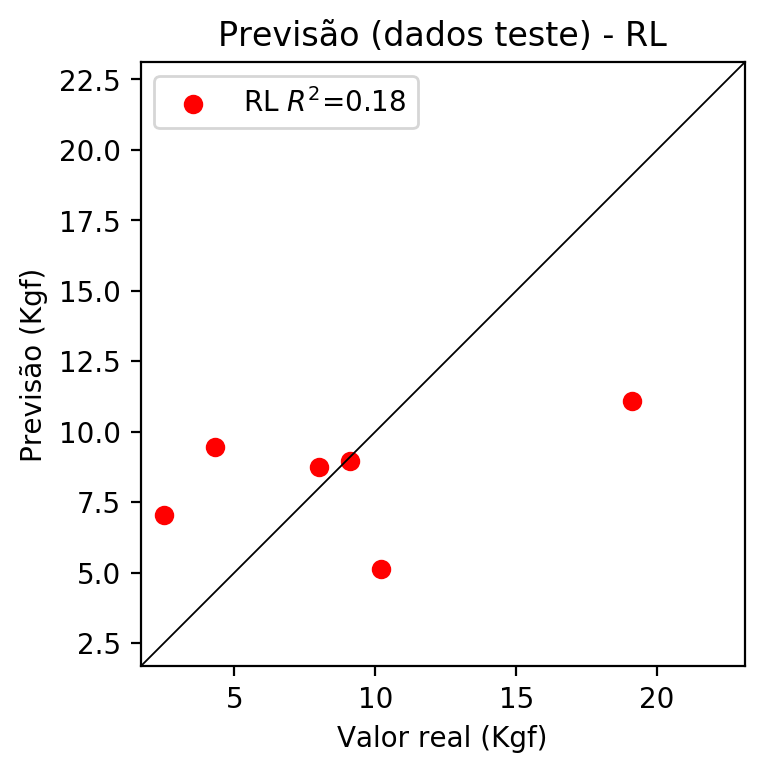 Previsão (dados teste) - RL
RL R²=0.18
22.5
20.0
17.5
15.0
12.5
10.0
7.5
5.0
2.5
Previsão (Kgf)
5 10 15 20
Valor real (Kgf)